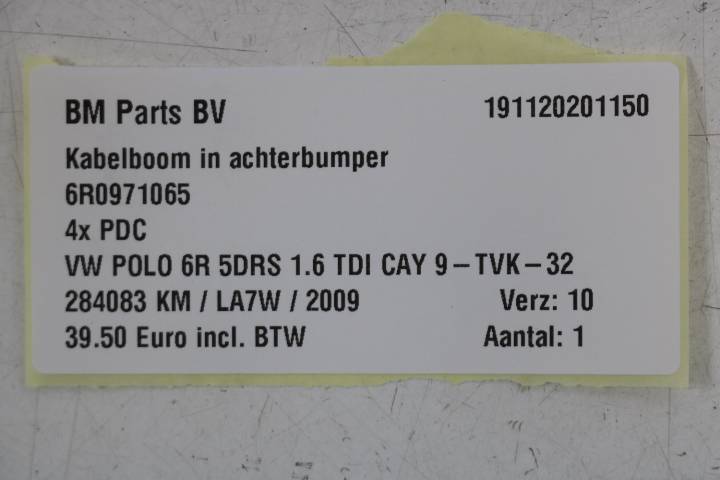 BM Parts BV 191120201150
Kabelboom in achterbumper
6R0971065
4x PDC
VW POLO 6R 5DRS 1.6 TDI CAY 9-TVK-32
284083 KM / LA7W / 2009 Verz: 10
39.50 Euro incl. BTW Aantal: 1